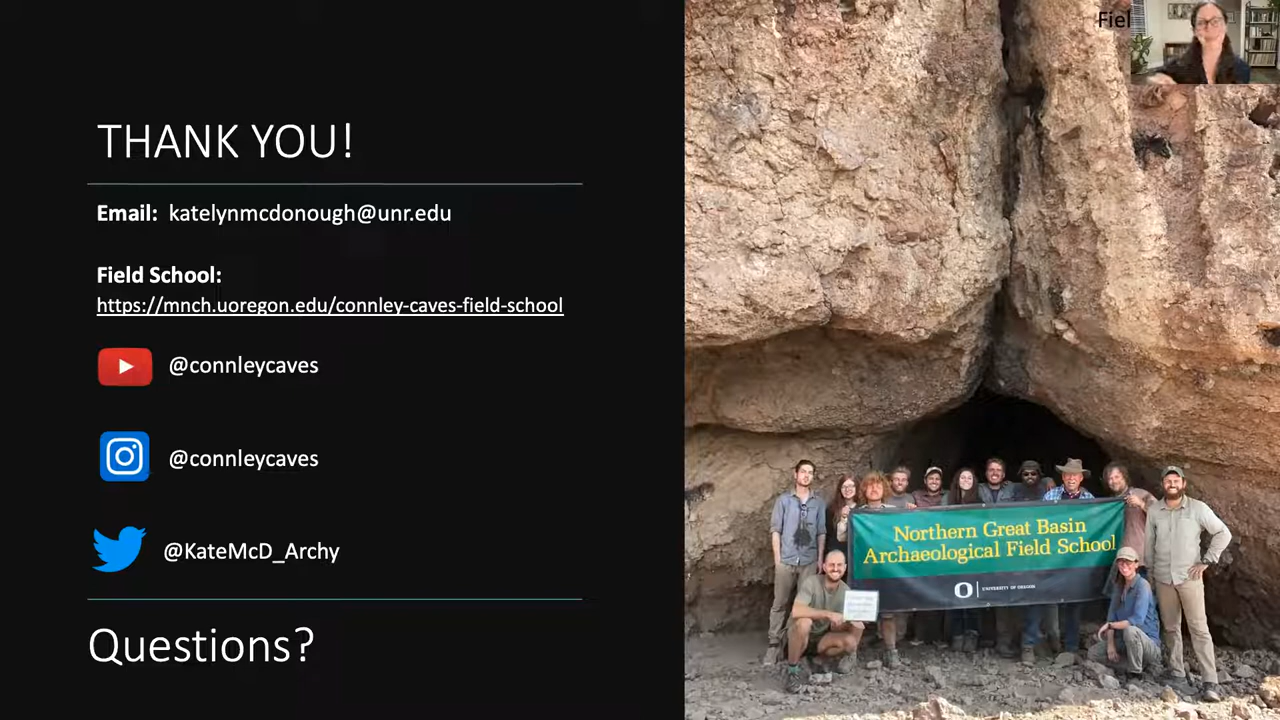 THANK YOU!
Email: katelynmcdonough@unr.edu
Field School:
https://mnch.uoregon.edu/connley-caves-field-school
@connleycaves
@connleycaves
@KateMcD_Archy
Questions?
Fiel
Northern Great Basin
Archaeological Field School
O UNIVERSITY OF OREGON